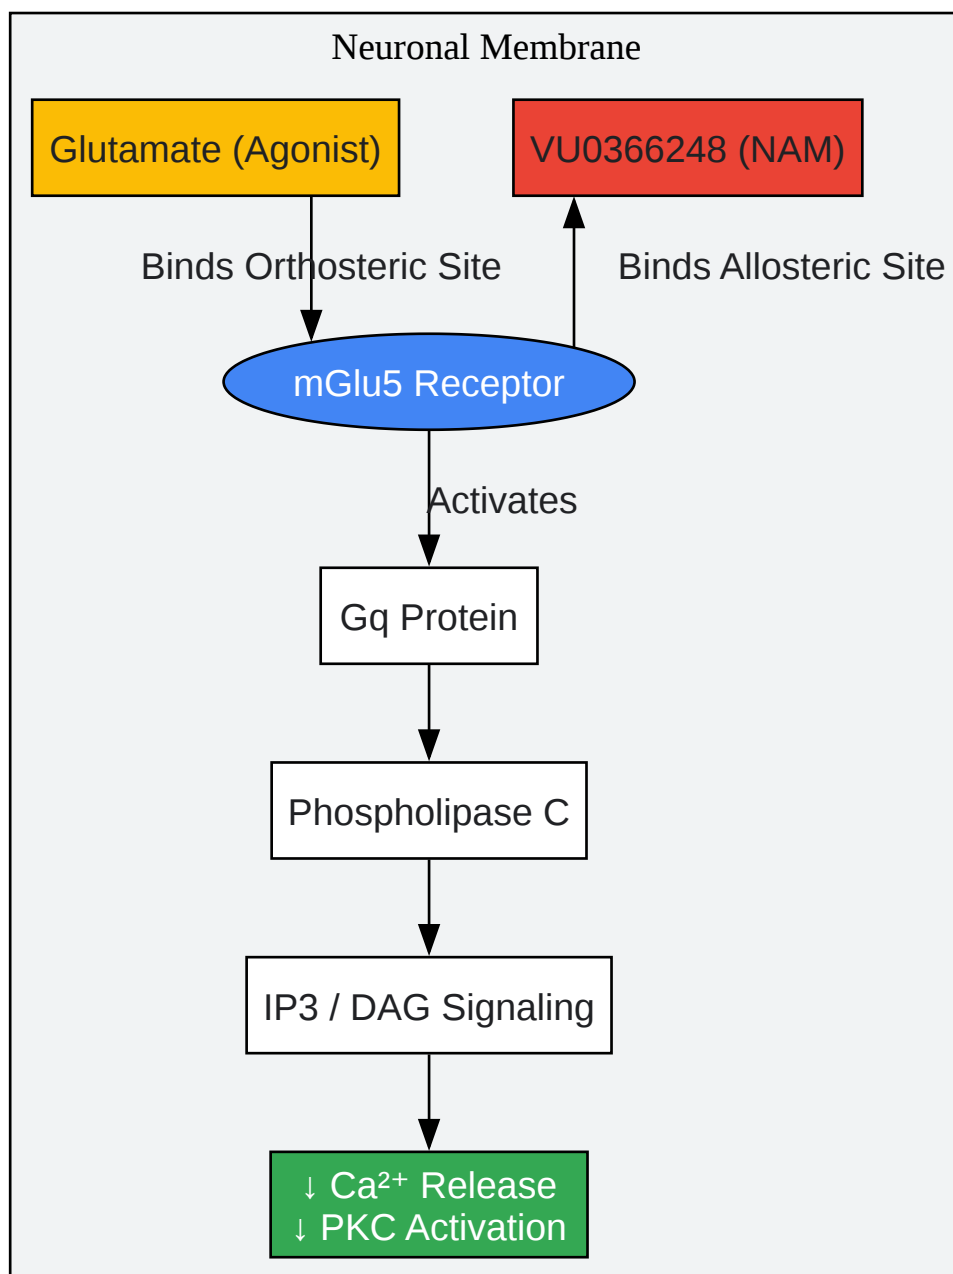 Neuronal Membrane
Glutamate (Agonist)
VU0366248 (NAM)
Binds Orthosteric Site
Binds Allosteric Site
mGlu5 Receptor
Activates
Gq Protein
Phospholipase C
IP3 / DAG Signaling
↓ Ca²⁺ Release
↓ PKC Activation